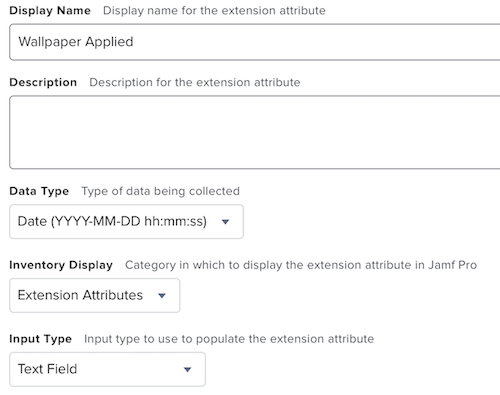 Display Name Display name for the extension attribute
Wallpaper Applied
Description Description for the extension attribute
Data Type Type of data being collected
Date (YYYY-MM-DD hh:mm:ss)
Inventory Display Category in which to display the extension attribute in Jamf Pro
Extension Attributes
Input Type Input type to use to populate the extension attribute
Text Field